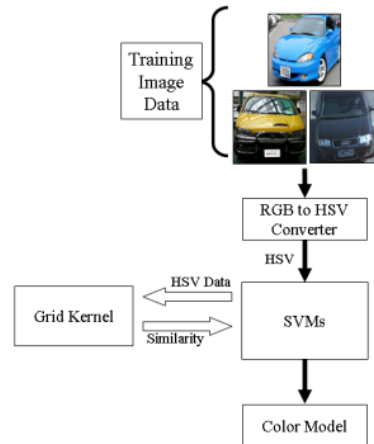 Training
Image
Data
RGB to HSV
Converter
HSV
HSV Data
Grid Kernel
SVMs
Similarity
Color Model